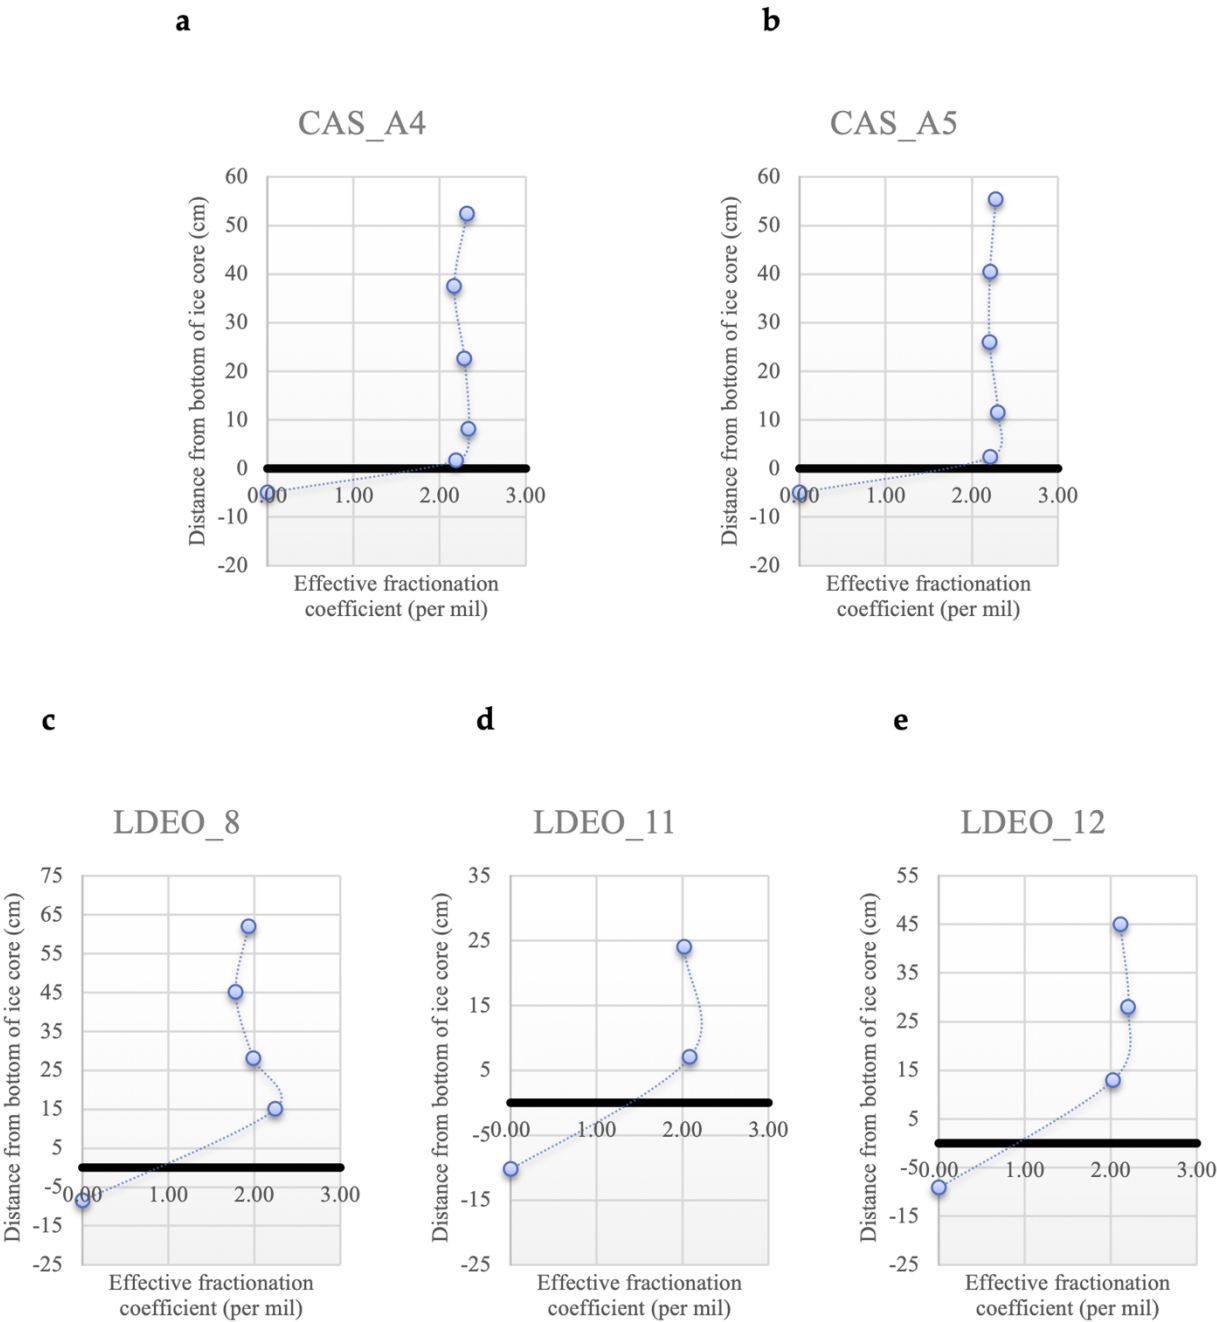 a
b
CAS_A4
CAS_A5
Distance from bottom of ice core (cm)
60
50
40
30
20
10
0
-10
-20
0.00 1.00 2.00 3.00
Effective fractionation
coefficient (per mil)
Distance from bottom of ice core (cm)
60
50
40
30
20
10
0
-10
-20
0.00 1.00 2.00 3.00
Effective fractionation
coefficient (per mil)
c
d
e
LDEO_8
LDEO_11
LDEO_12
Distance from bottom of ice core (cm)
75
65
55
45
35
25
15
5
-5
-15
-25
0.00 1.00 2.00 3.00
Effective fractionation
coefficient (per mil)
Distance from bottom of ice core (cm)
35
25
15
5
-5
-15
-25
0.00 1.00 2.00 3.00
Effective fractionation
coefficient (per mil)
Distance from bottom of ice core (cm)
55
45
35
25
15
5
-5
-15
-25
0.00 1.00 2.00 3.00
Effective fractionation
coefficient (per mil)